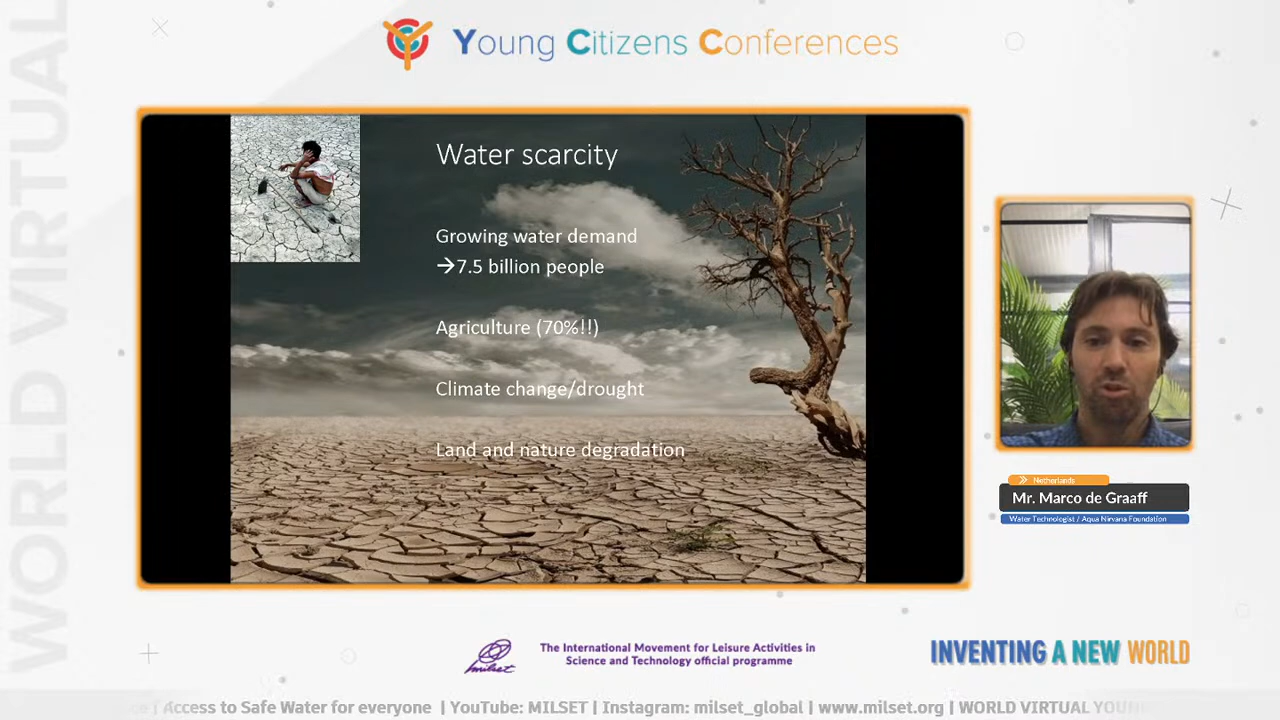 WORLD VIRTUAL
Young Citizens Conferences
Water scarcity
Growing water demand
→7.5 billion people
Agriculture (70%!!)
Climate change/drought
Land and nature degradation
Netherlands
Mr. Marco de Graaff
Water Technologist / Aqua Nirvana Foundation
milset
The International Movement for Leisure Activities in
Science and Technology official programme
INVENTING A NEW WORLD
| Access to Safe Water for everyone | YouTube: MILSET | Instagram: milset_global | www.milset.org | WORLD VIRTUAL